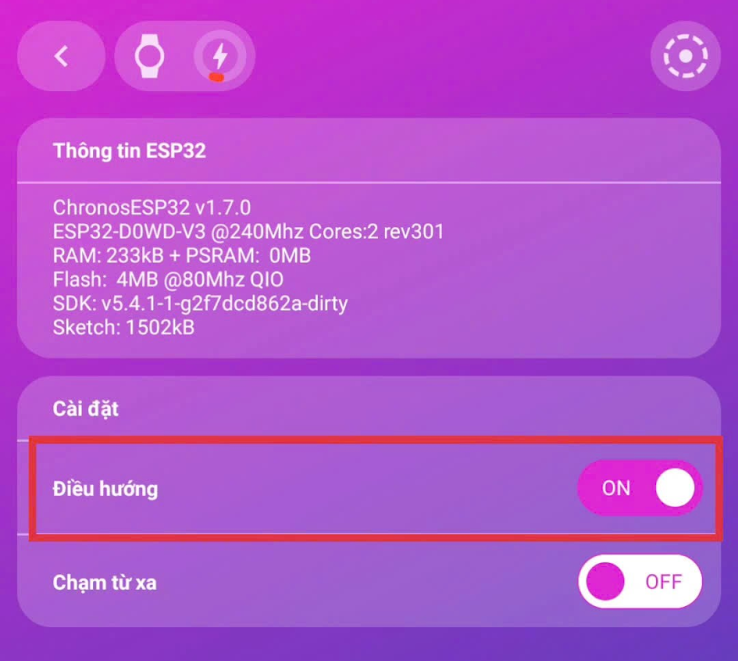 Thông tin ESP32
ChronosESP32 v1.7.0
ESP32-D0WD-V3 @240Mhz Cores:2 rev301
RAM: 233kB + PSRAM: 0MB
Flash: 4MB @80Mhz QIO
SDK: v5.4.1-1-g2f7dcd862a-dirty
Sketch: 1502kB
Cài đặt
Điều hướng ON
Chạm từ xa OFF